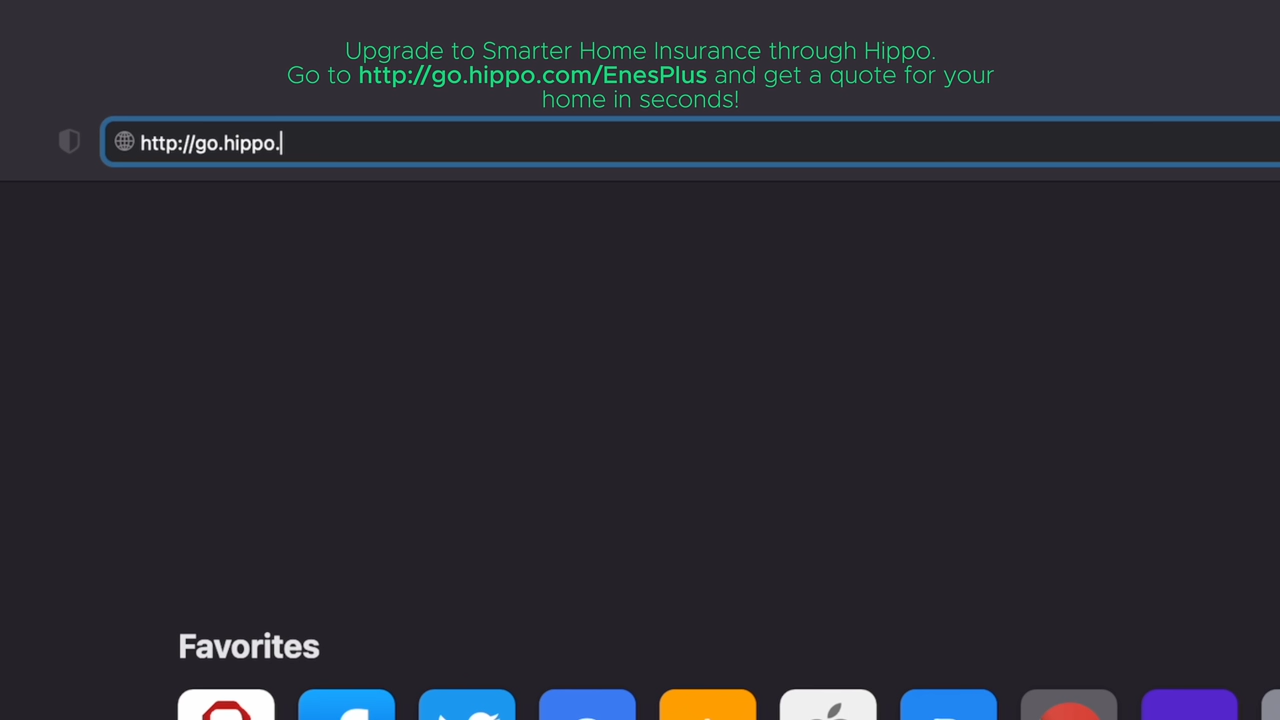 Upgrade to Smarter Home Insurance through Hippo.
Go to http://go.hippo.com/EnesPlus and get a quote for your
home in seconds!
http://go.hippo.
Favorites